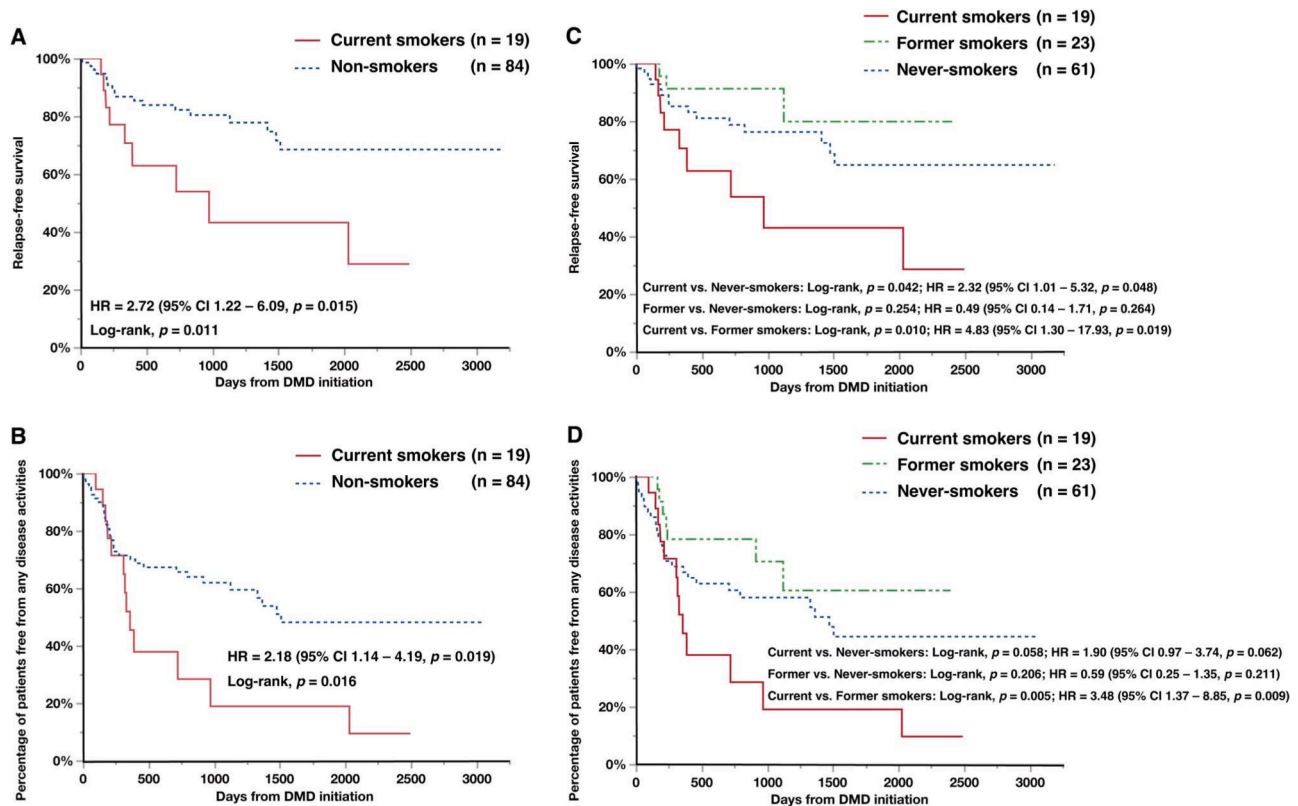 A
Current smokers (n = 19)
Non-smokers (n = 84)
Relapse-free survival
100%
80%
60%
40%
20%
0%
HR = 2.72 (95% CI 1.22 – 6.09, p = 0.015)
Log-rank, p = 0.011
0 500 1000 1500 2000 2500 3000
Days from DMD initiation
C
Current smokers (n = 19)
Former smokers (n = 23)
Never-smokers (n = 61)
Relapse-free survival
100%
80%
60%
40%
20%
0%
Current vs. Never-smokers: Log-rank, p = 0.042; HR = 2.32 (95% CI 1.01 – 5.32, p = 0.048)
Former vs. Never-smokers: Log-rank, p = 0.254; HR = 0.49 (95% CI 0.14 – 1.71, p = 0.264)
Current vs. Former smokers: Log-rank, p = 0.010; HR = 4.83 (95% CI 1.30 – 17.93, p = 0.019)
0 500 1000 1500 2000 2500 3000
Days from DMD initiation
B
Current smokers (n = 19)
Non-smokers (n = 84)
Percentage of patients free from any disease activities
100%
80%
60%
40%
20%
0%
HR = 2.18 (95% CI 1.14 – 4.19, p = 0.019)
Log-rank, p = 0.016
0 500 1000 1500 2000 2500 3000
Days from DMD initiation
D
Current smokers (n = 19)
Former smokers (n = 23)
Never-smokers (n = 61)
Percentage of patients free from any disease activities
100%
80%
60%
40%
20%
0%
Current vs. Never-smokers: Log-rank, p = 0.058; HR = 1.90 (95% CI 0.97 – 3.74, p = 0.062)
Former vs. Never-smokers: Log-rank, p = 0.206; HR = 0.59 (95% CI 0.25 – 1.35, p = 0.211)
Current vs. Former smokers: Log-rank, p = 0.005; HR = 3.48 (95% CI 1.37 – 8.85, p = 0.009)
0 500 1000 1500 2000 2500 3000
Days from DMD initiation